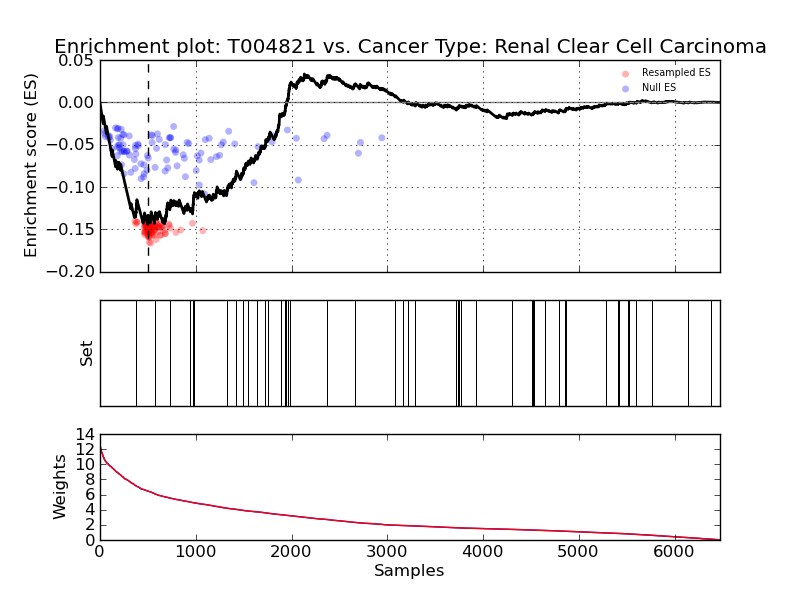 Enrichment plot: T004821 vs. Cancer Type: Renal Clear Cell Carcinoma
0.05
0.00
−0.05
−0.10
−0.15
−0.20
Enrichment score (ES)
Resampled ES
Null ES
Set
14
12
10
8
6
4
2
0
Weights
0 1000 2000 3000 4000 5000 6000
Samples